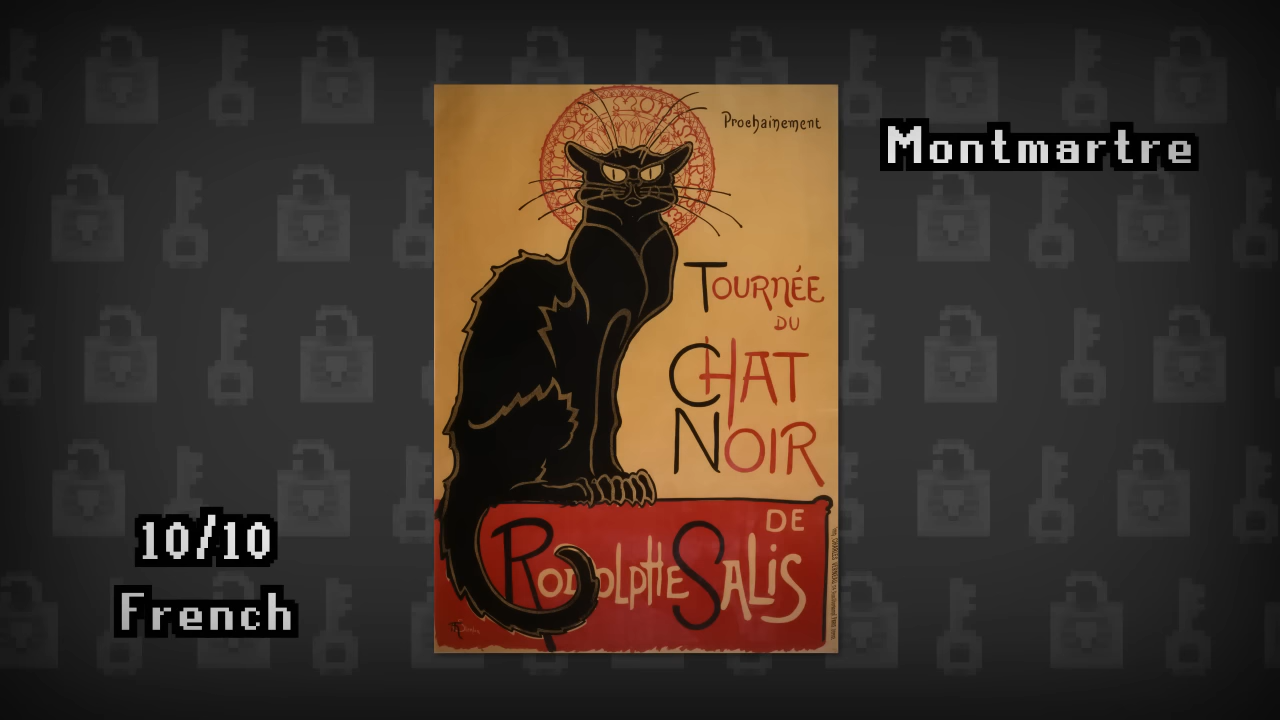 Montmartre
Prochainement
TOURNÉE
DU
CHAT
NOIR
DE
RODOLPHE SALIS
10/10
French